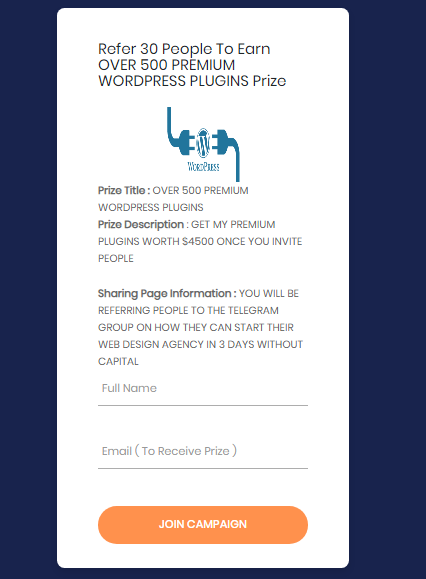 Refer 30 People To Earn
OVER 500 PREMIUM
WORDPRESS PLUGINS Prize
WORDPRESS
Prize Title : OVER 500 PREMIUM
WORDPRESS PLUGINS
Prize Description : GET MY PREMIUM
PLUGINS WORTH $4500 ONCE YOU INVITE
PEOPLE
Sharing Page Information : YOU WILL BE
REFERRING PEOPLE TO THE TELEGRAM
GROUP ON HOW THEY CAN START THEIR
WEB DESIGN AGENCY IN 3 DAYS WITHOUT
CAPITAL
Full Name
Email ( To Receive Prize )
JOIN CAMPAIGN